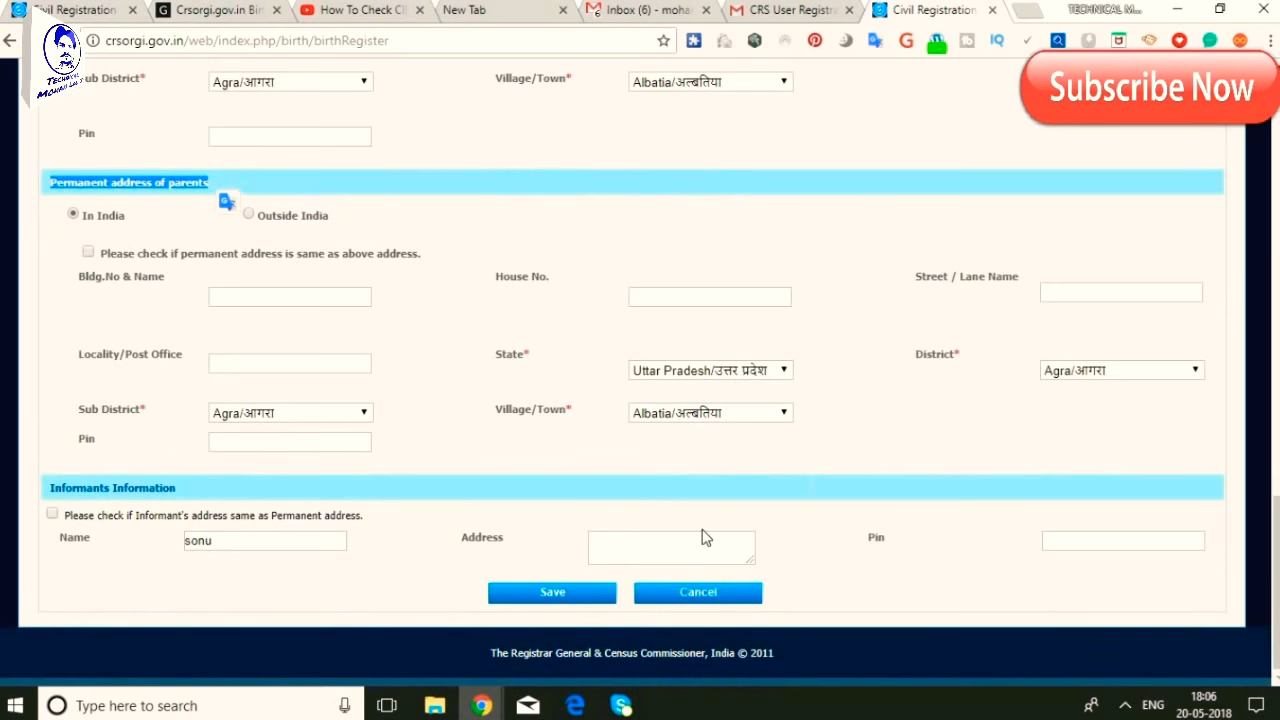 Civil Registration
Crsorgi.gov.in Bir
How To Check CR
New Tab
Inbox (6) - mohan
CRS User Registra
Civil Registration
TECHNICAL M...
crsorgi.gov.in/web/index.php/birth/birthRegister
TECHNICAL
Subscribe Now
Sub District* Agra/आगरा Village/Town* Albatia/अल्बतिया
Pin
Permanent address of parents
In India Outside India
Please check if permanent address is same as above address.
Bldg.No & Name House No. Street / Lane Name
Locality/Post Office State* Uttar Pradesh/उत्तर प्रदेश District* Agra/आगरा
Sub District* Agra/आगरा Village/Town* Albatia/अल्बतिया
Pin
Informants Information
Please check if Informant's address same as Permanent address.
Name sonu Address Pin
Save Cancel
The Registrar General & Census Commissioner, India © 2011
Type here to search
ENG
18:06
20-05-2018